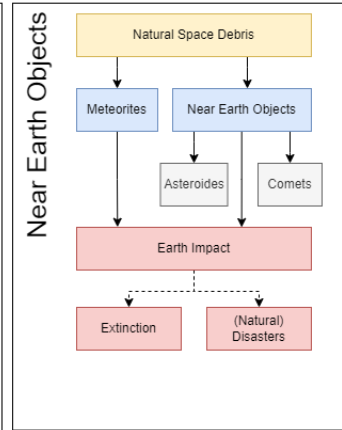 Near Earth Objects
Natural Space Debris
Meteorites
Near Earth Objects
Asteroides
Comets
Earth Impact
Extinction
(Natural)
Disasters